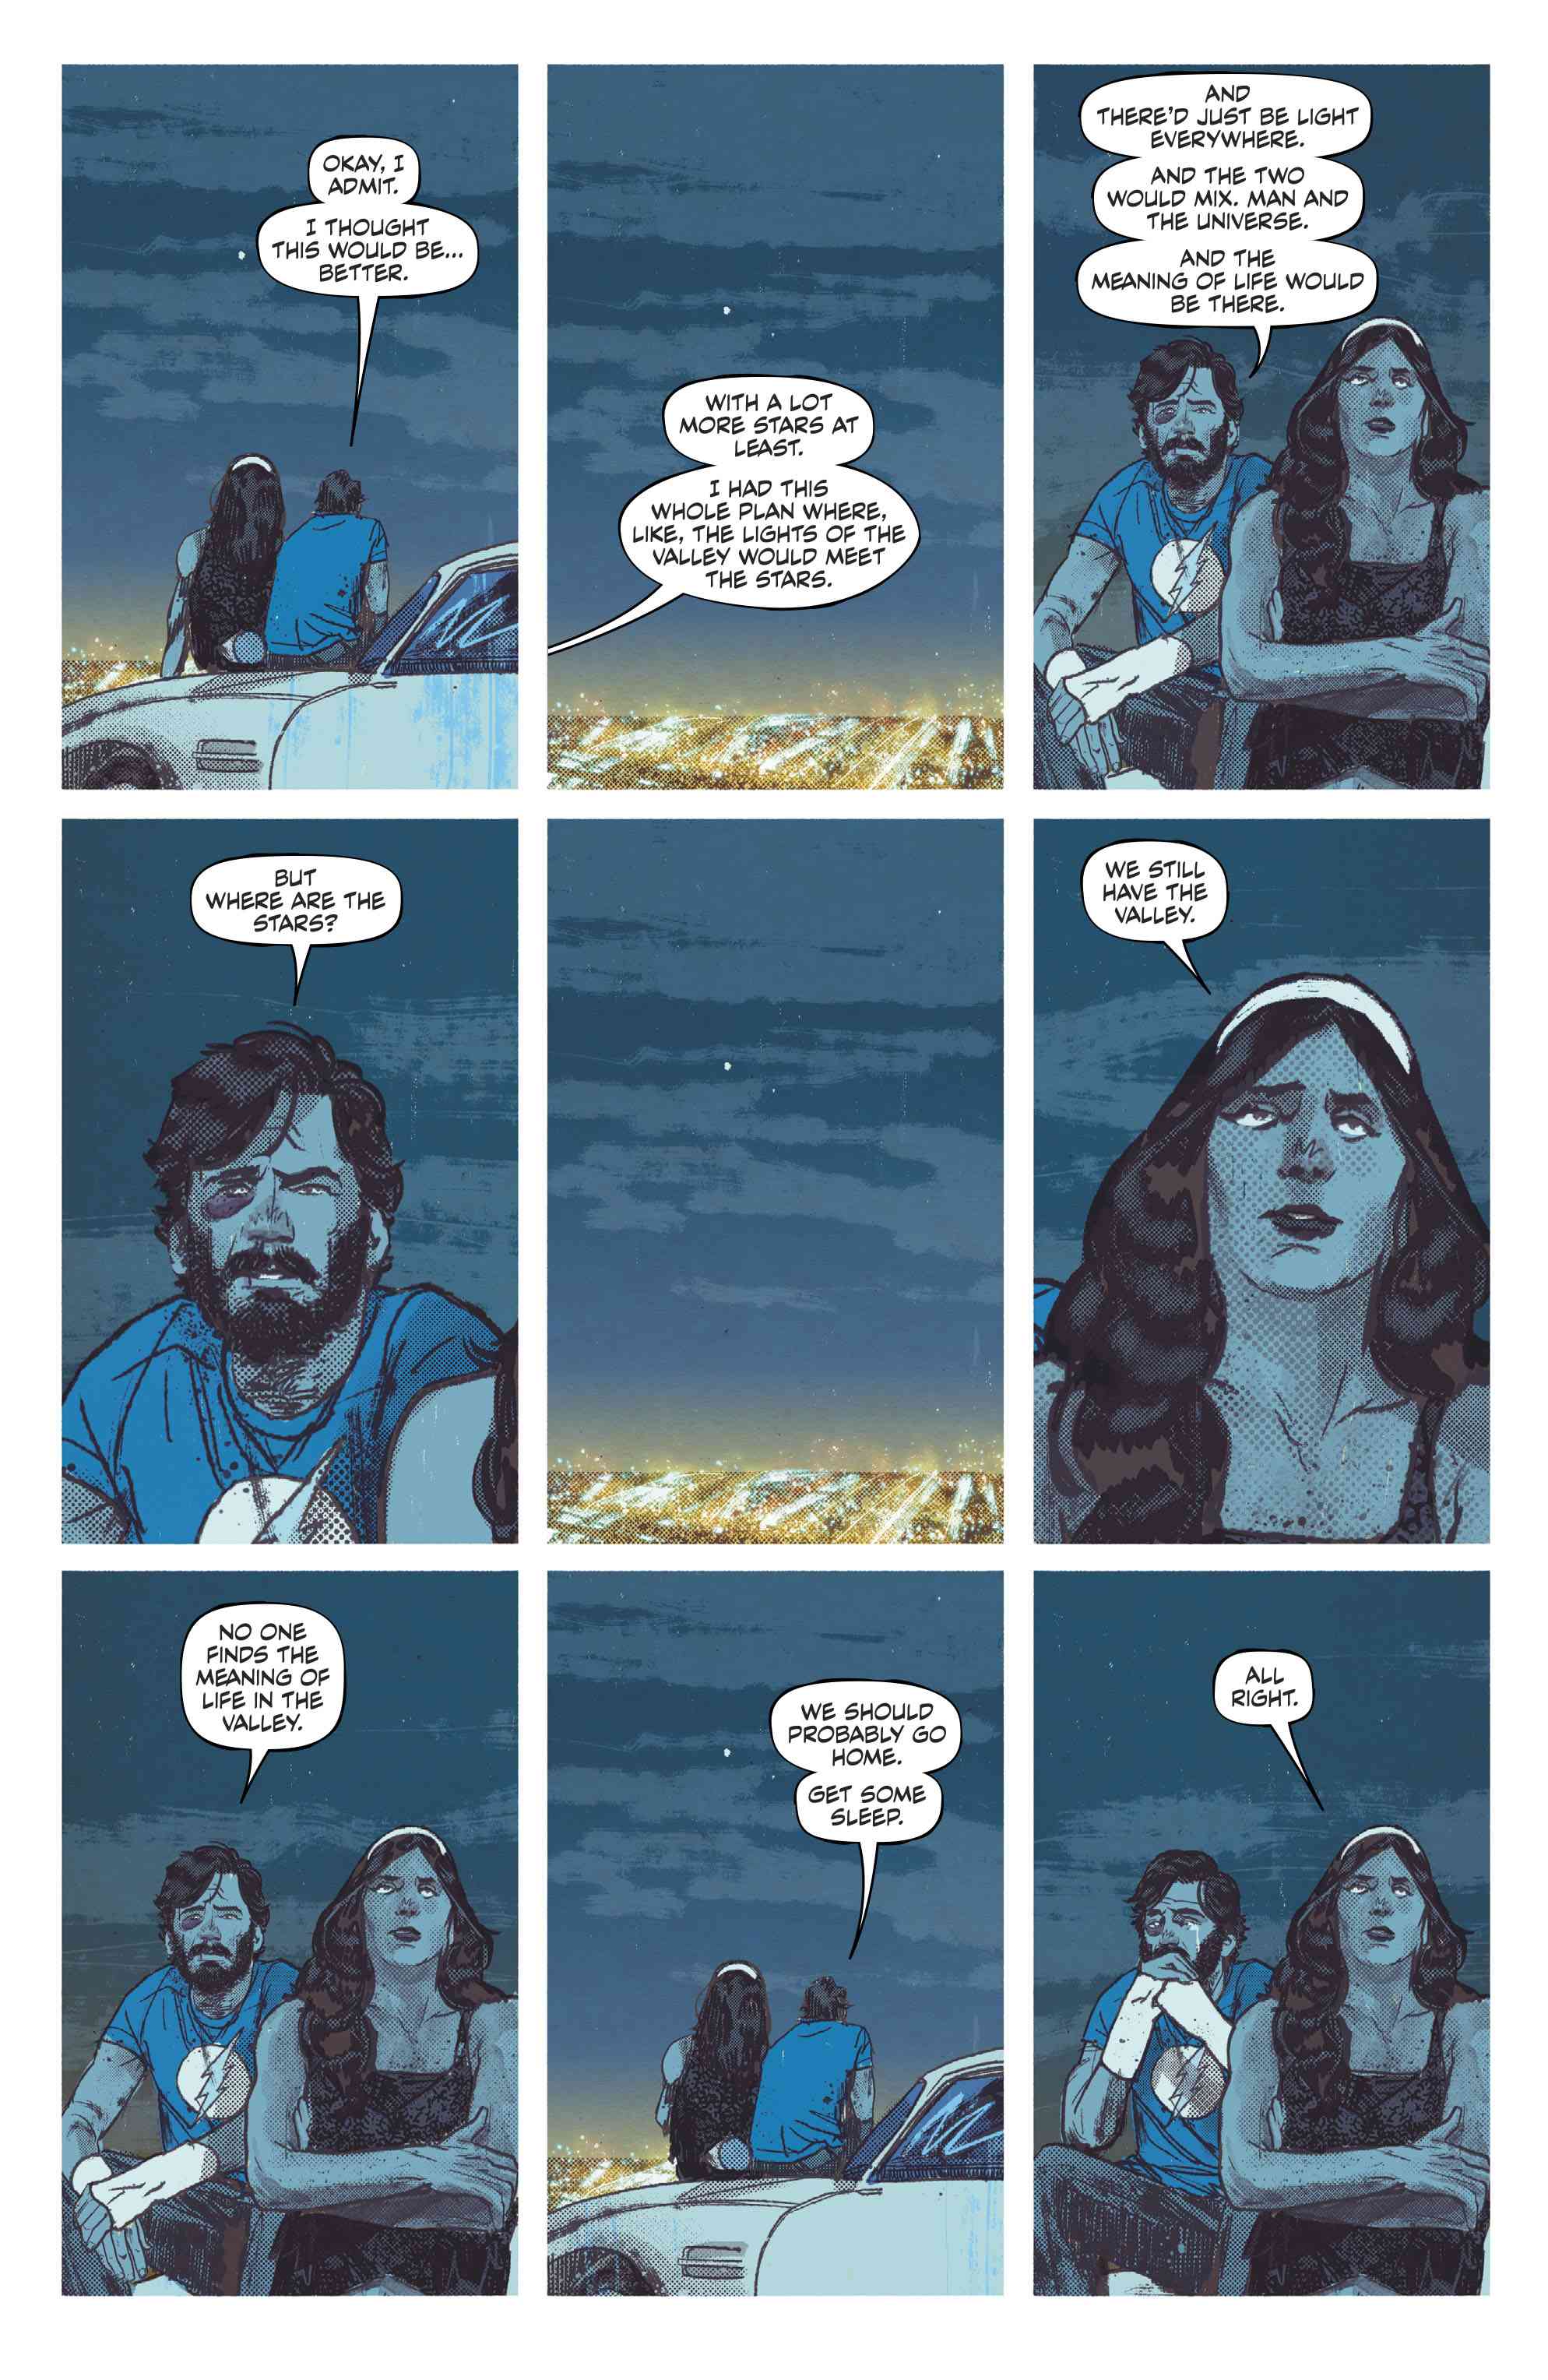 OKAY, I
ADMIT.
I THOUGHT
THIS WOULD BE...
BETTER.
WITH A LOT
MORE STARS AT
LEAST.
I HAD THIS
WHOLE PLAN WHERE,
LIKE, THE LIGHTS OF THE
VALLEY WOULD MEET
THE STARS.
AND
THERE'D JUST BE LIGHT
EVERYWHERE.
AND THE TWO
WOULD MIX. MAN AND
THE UNIVERSE.
AND THE
MEANING OF LIFE WOULD
BE THERE.
BUT
WHERE ARE THE
STARS?
WE STILL
HAVE THE
VALLEY.
NO ONE
FINDS THE
MEANING OF
LIFE IN THE
VALLEY.
WE SHOULD
PROBABLY GO
HOME.
GET SOME
SLEEP.
ALL
RIGHT.